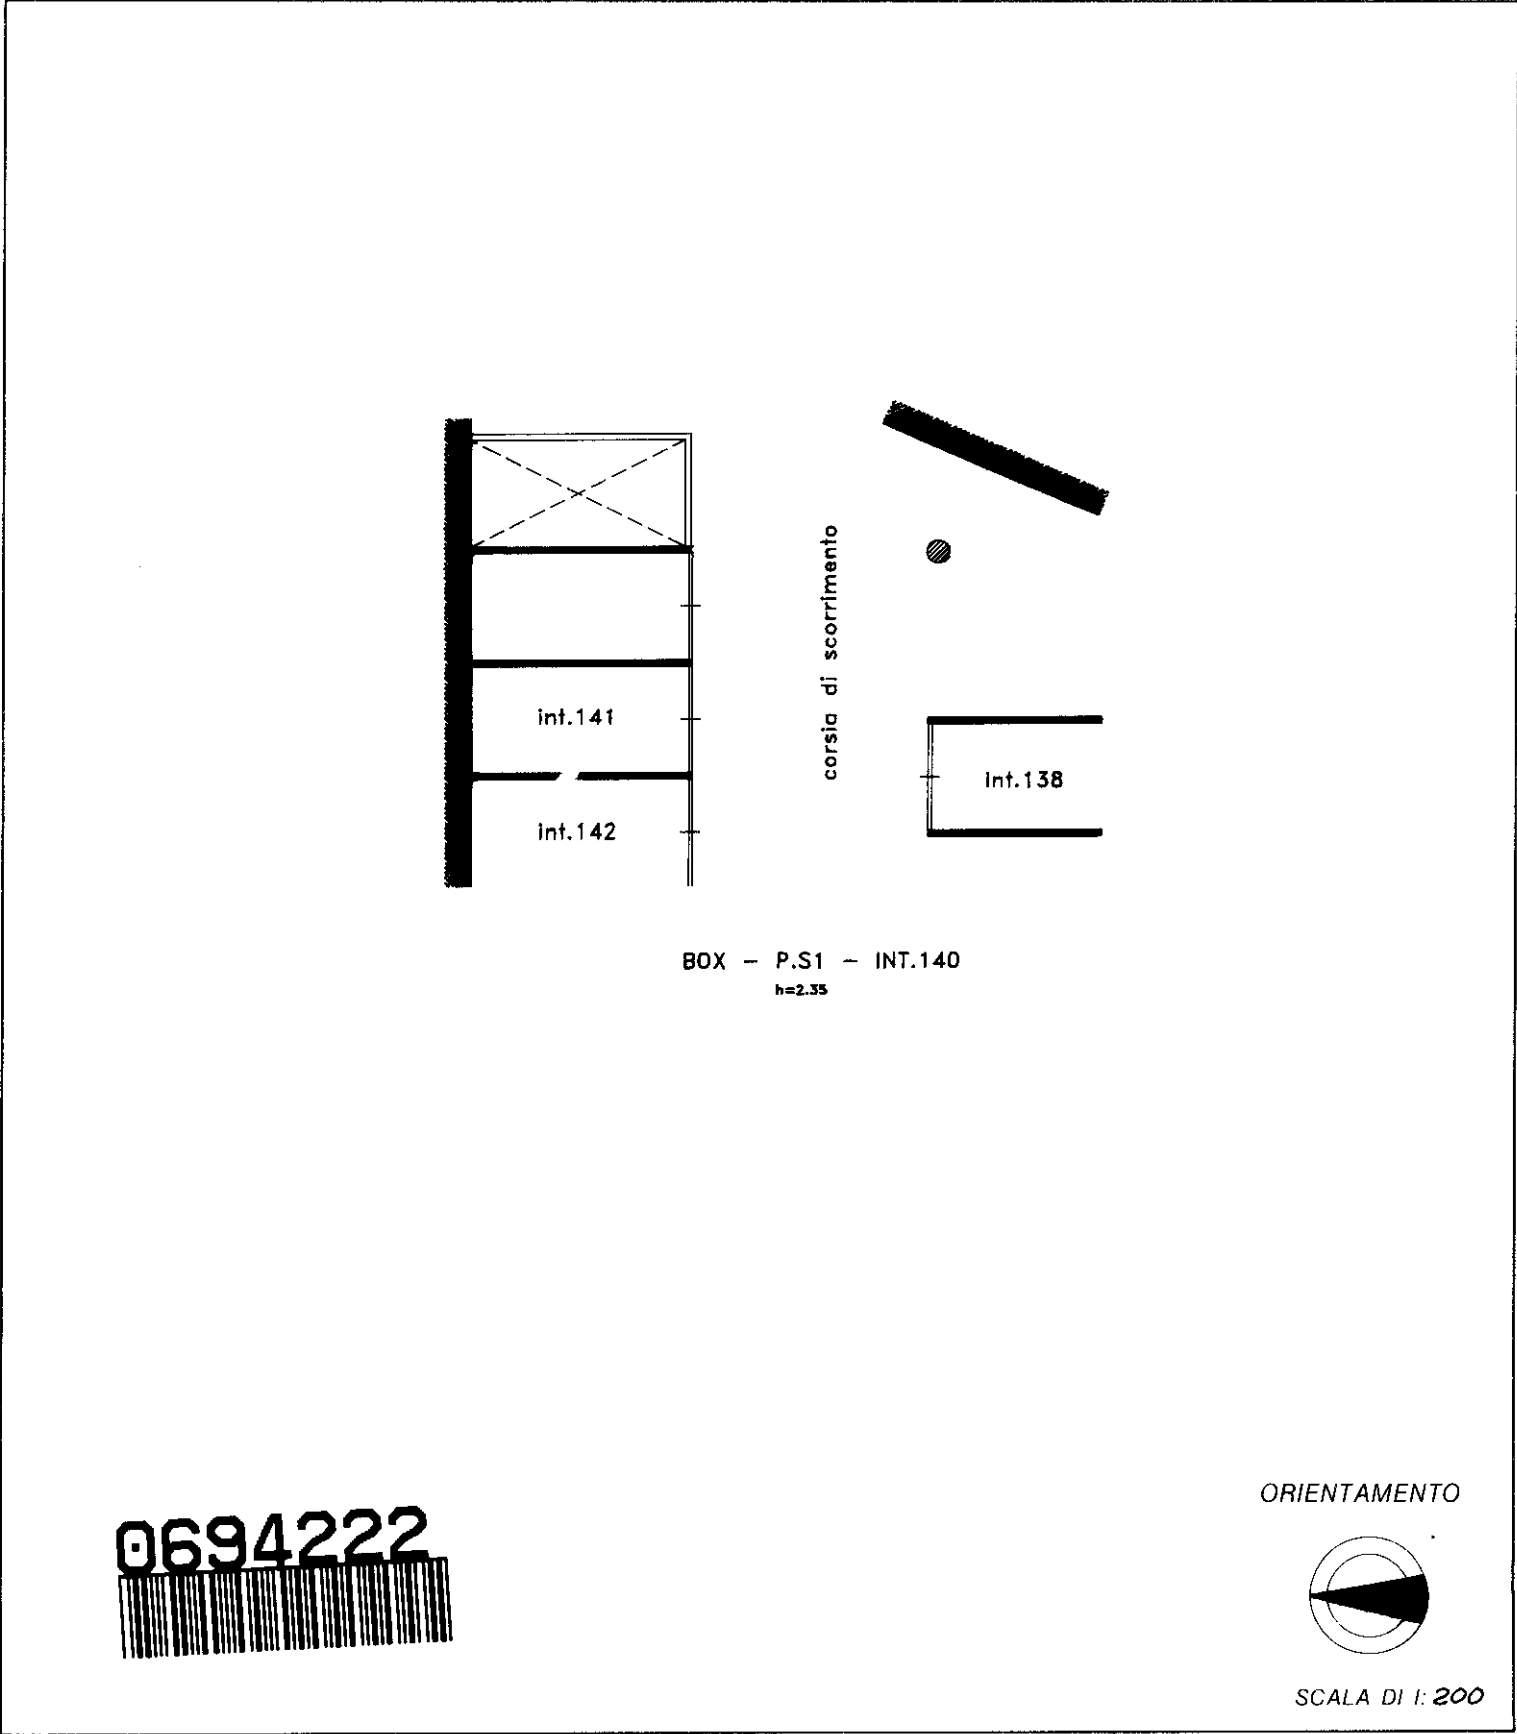 corsia di scorrimento
int.141
int.138
int.142
BOX - P.S1 - INT.140
h=2.35
ORIENTAMENTO
0694222
SCALA DI I: 200